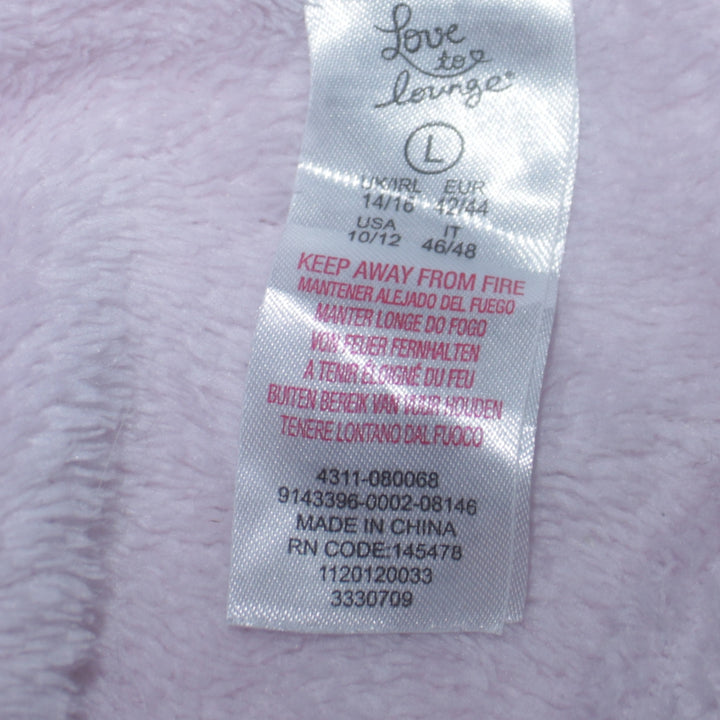 Love
to
lounge
L
UK/IRL EUR
14/16 42/44
USA IT
10/12 46/48
KEEP AWAY FROM FIRE
MANTENER ALEJADO DEL FUEGO
MANTER LONGE DO FOGO
VON FEUER FERNHALTEN
À TENIR ÉLOIGNÉ DU FEU
BUITEN BEREIK VAN VUUR HOUDEN
TENERE LONTANO DAL FUOCO
4311-080068
9143396-0002-08146
MADE IN CHINA
RN CODE:145478
1120120033
3330709